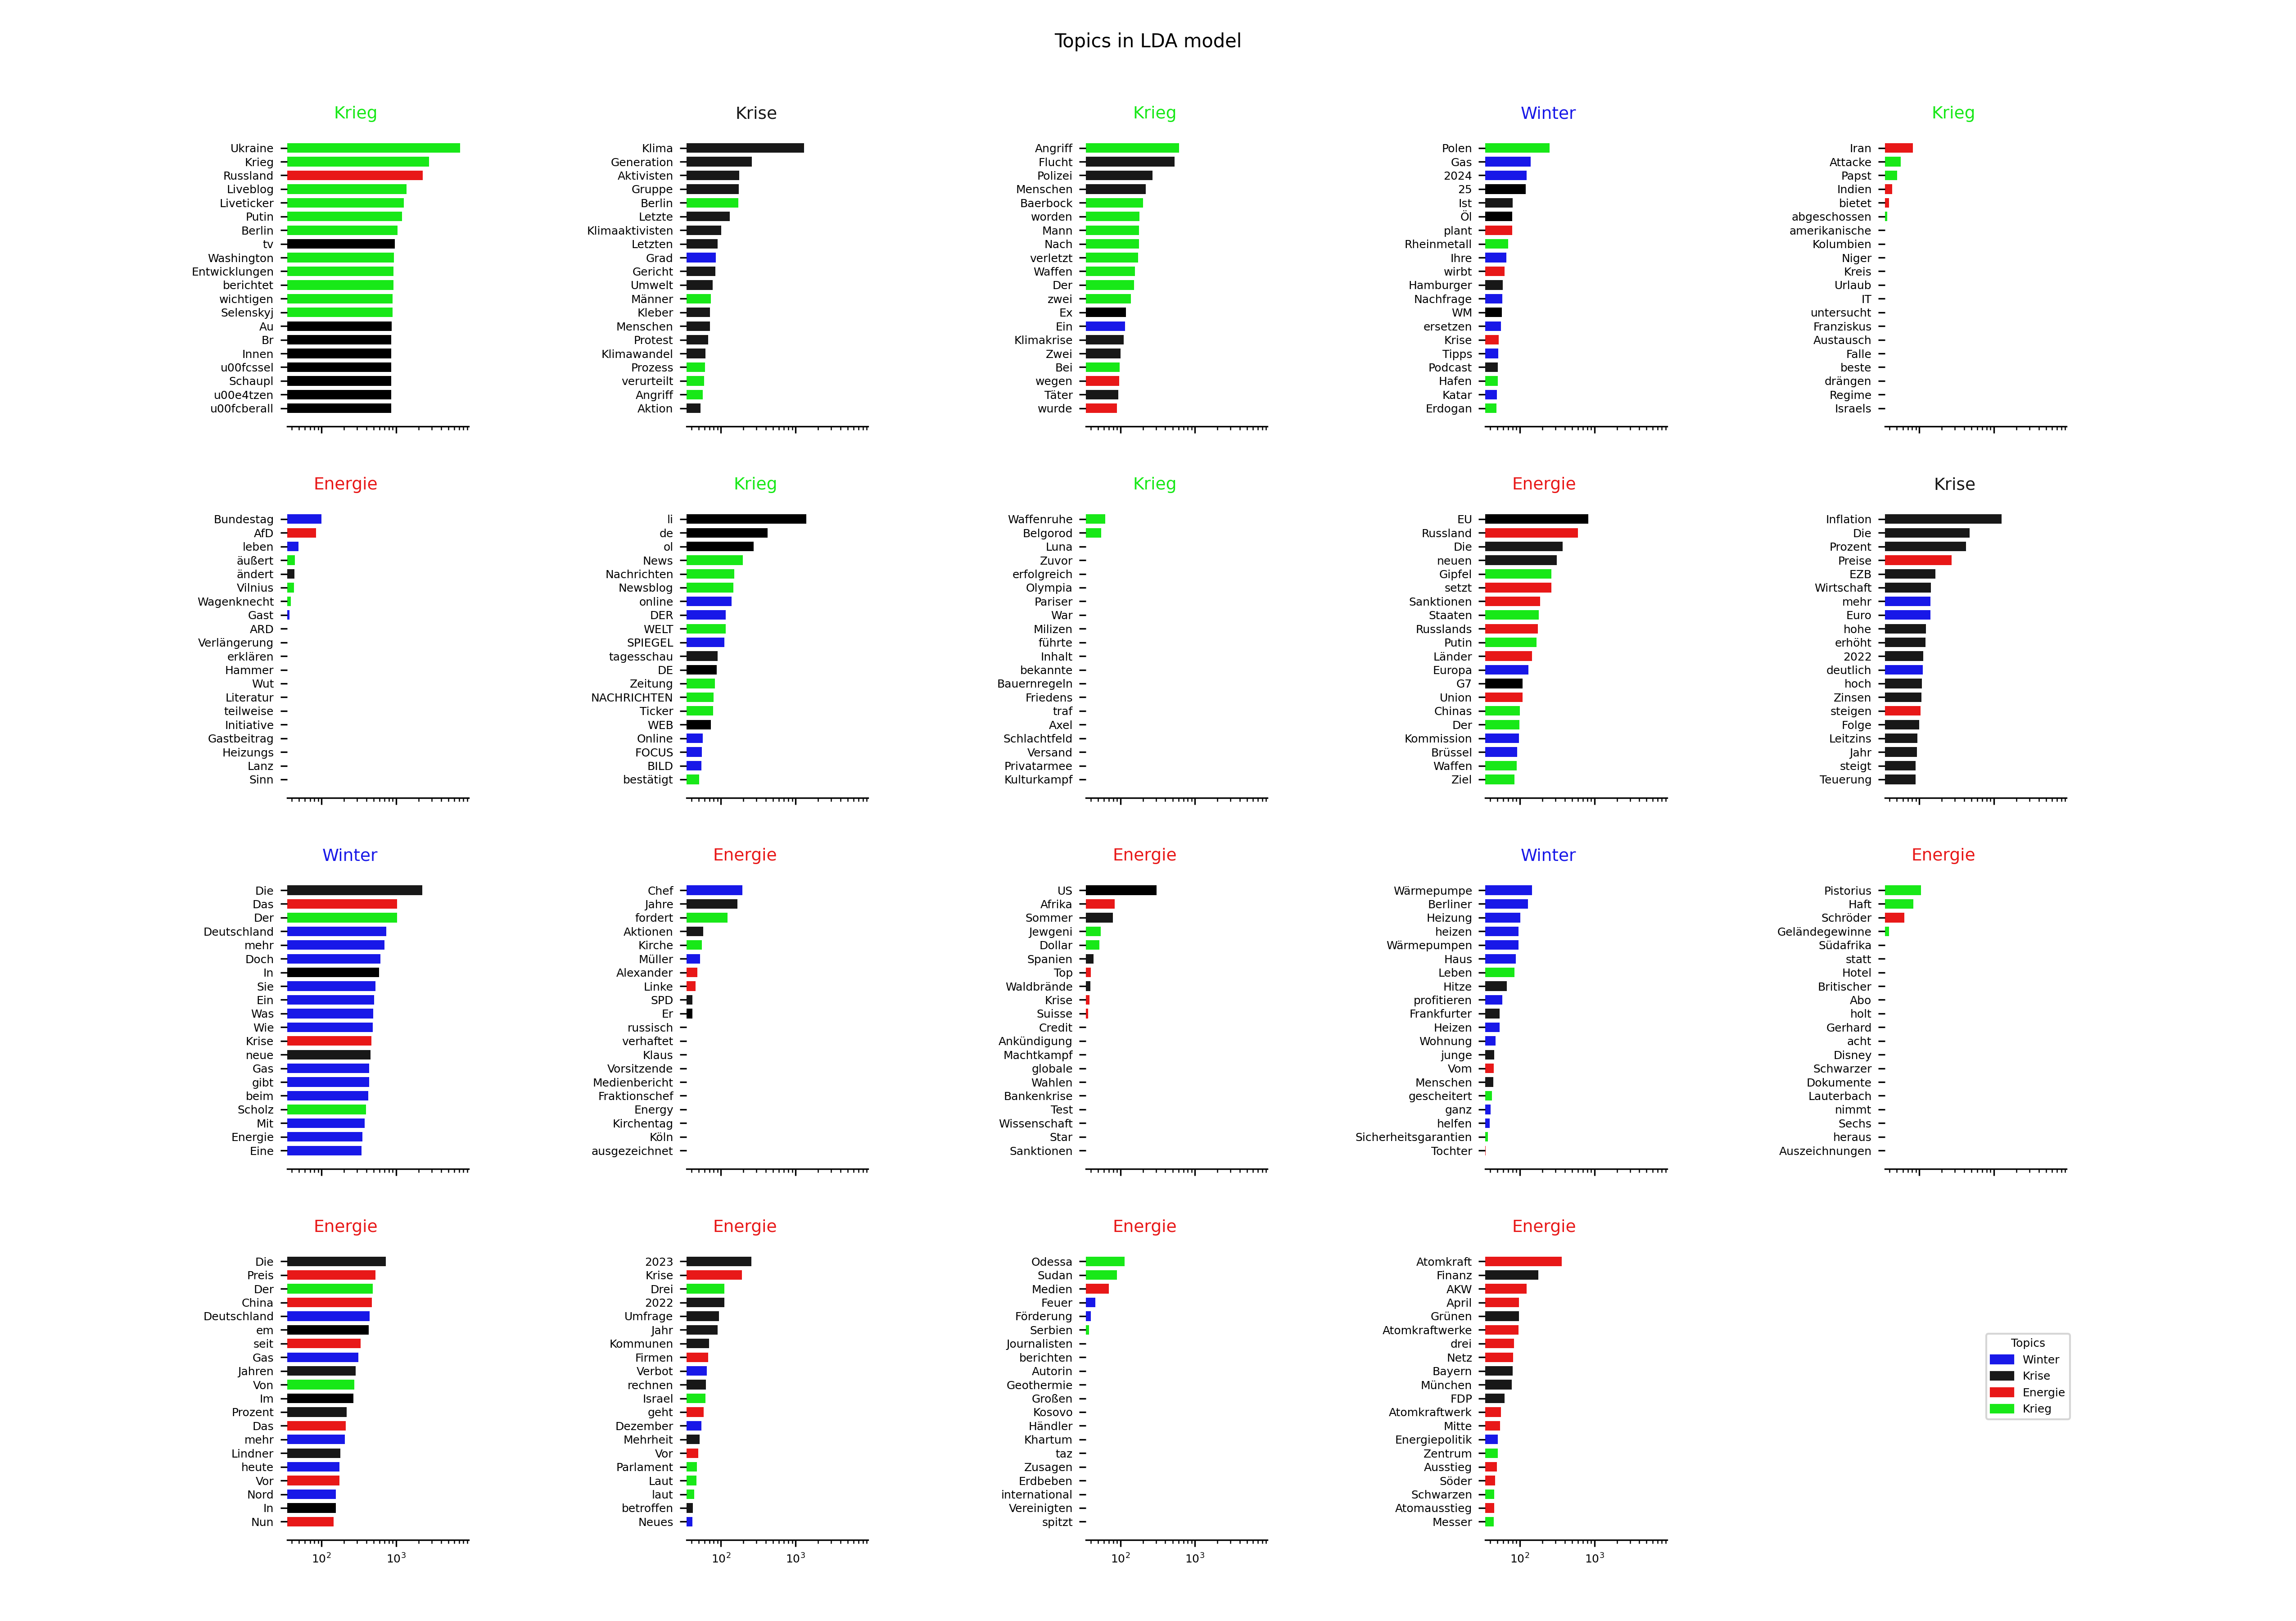 Topics in LDA model
Krieg
Ukraine
Krieg
Russland
Liveblog
Liveticker
Putin
Berlin
tv
Washington
Entwicklungen
berichtet
wichtigen
Selenskyj
Au
Br
Innen
u00fcssel
Schaupl
u00e4tzen
u00fcberall
Krise
Klima
Generation
Aktivisten
Gruppe
Berlin
Letzte
Klimaaktivisten
Letzten
Grad
Gericht
Umwelt
Männer
Kleber
Menschen
Protest
Klimawandel
Prozess
verurteilt
Angriff
Aktion
Krieg
Angriff
Flucht
Polizei
Menschen
Baerbock
worden
Mann
Nach
verletzt
Waffen
Der
zwei
Ex
Ein
Klimakrise
Zwei
Bei
wegen
Täter
wurde
Winter
Polen
Gas
2024
25
Ist
Öl
plant
Rheinmetall
Ihre
wirbt
Hamburger
Nachfrage
WM
ersetzen
Krise
Tipps
Podcast
Hafen
Katar
Erdogan
Krieg
Iran
Attacke
Papst
Indien
bietet
abgeschossen
amerikanische
Kolumbien
Niger
Kreis
Urlaub
IT
untersucht
Franziskus
Austausch
Falle
beste
drängen
Regime
Israels
Energie
Bundestag
AfD
leben
äußert
ändert
Vilnius
Wagenknecht
Gast
ARD
Verlängerung
erklären
Hammer
Wut
Literatur
teilweise
Initiative
Gastbeitrag
Heizungs
Lanz
Sinn
Krieg
li
de
ol
News
Nachrichten
Newsblog
online
DER
WELT
SPIEGEL
tagesschau
DE
Zeitung
NACHRICHTEN
Ticker
WEB
Online
FOCUS
BILD
bestätigt
Krieg
Waffenruhe
Belgorod
Luna
Zuvor
erfolgreich
Olympia
Pariser
War
Milizen
führte
Inhalt
bekannte
Bauernregeln
Friedens
traf
Axel
Schlachtfeld
Versand
Privatarmee
Kulturkampf
Energie
EU
Russland
Die
neuen
Gipfel
setzt
Sanktionen
Staaten
Russlands
Putin
Länder
Europa
G7
Union
Chinas
Der
Kommission
Brüssel
Waffen
Ziel
Krise
Inflation
Die
Prozent
Preise
EZB
Wirtschaft
mehr
Euro
hohe
erhöht
2022
deutlich
hoch
Zinsen
steigen
Folge
Leitzins
Jahr
steigt
Teuerung
Winter
Die
Das
Der
Deutschland
mehr
Doch
In
Sie
Ein
Was
Wie
Krise
neue
Gas
gibt
beim
Scholz
Mit
Energie
Eine
Energie
Chef
Jahre
fordert
Aktionen
Kirche
Müller
Alexander
Linke
SPD
Er
russisch
verhaftet
Klaus
Vorsitzende
Medienbericht
Fraktionschef
Energy
Kirchentag
Köln
ausgezeichnet
Energie
US
Afrika
Sommer
Jewgeni
Dollar
Spanien
Top
Waldbrände
Krise
Suisse
Credit
Ankündigung
Machtkampf
globale
Wahlen
Bankenkrise
Test
Wissenschaft
Star
Sanktionen
Winter
Wärmepumpe
Berliner
Heizung
heizen
Wärmepumpen
Haus
Leben
Hitze
profitieren
Frankfurter
Heizen
Wohnung
junge
Vom
Menschen
gescheitert
ganz
helfen
Sicherheitsgarantien
Tochter
Energie
Pistorius
Haft
Schröder
Geländegewinne
Südafrika
statt
Hotel
Britischer
Abo
holt
Gerhard
acht
Disney
Schwarzer
Dokumente
Lauterbach
nimmt
Sechs
heraus
Auszeichnungen
Energie
Die
Preis
Der
China
Deutschland
em
seit
Gas
Jahren
Von
Im
Prozent
Das
mehr
Lindner
heute
Vor
Nord
In
Nun
10² 10³
Energie
2023
Krise
Drei
2022
Umfrage
Jahr
Kommunen
Firmen
Verbot
rechnen
Israel
geht
Dezember
Mehrheit
Vor
Parlament
Laut
laut
betroffen
Neues
10² 10³
Energie
Odessa
Sudan
Medien
Feuer
Förderung
Serbien
Journalisten
berichten
Autorin
Geothermie
Großen
Kosovo
Händler
Khartum
taz
Zusagen
Erdbeben
international
Vereinigten
spitzt
10² 10³
Energie
Atomkraft
Finanz
AKW
April
Grünen
Atomkraftwerke
drei
Netz
Bayern
München
FDP
Atomkraftwerk
Mitte
Energiepolitik
Zentrum
Ausstieg
Söder
Schwarzen
Atomausstieg
Messer
10² 10³
Topics
Winter
Krise
Energie
Krieg